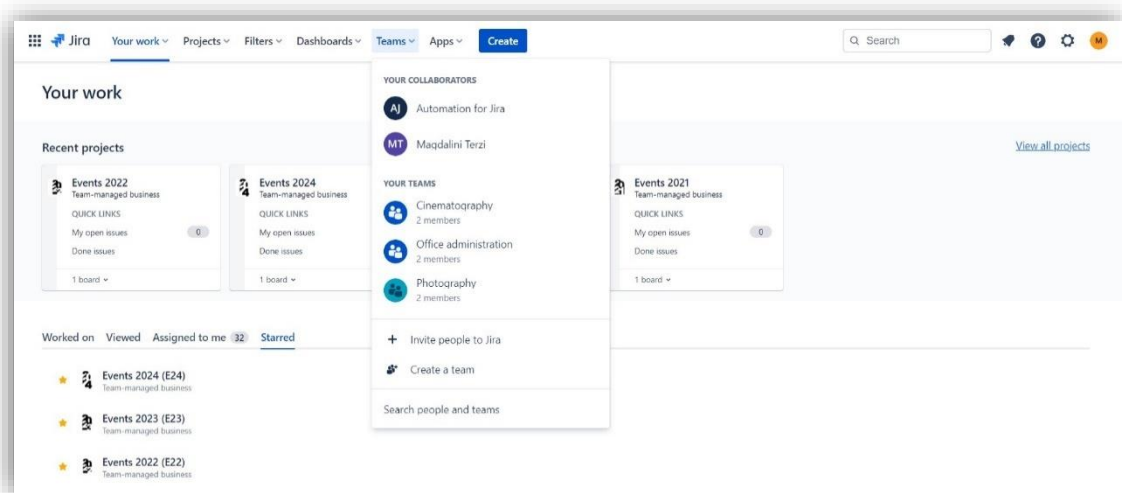 Jira Your work Projects Filters Dashboards Teams Apps Create Search M
Your work
Recent projects View all projects
Events 2022
Team-managed business
QUICK LINKS
My open issues 0
Done issues
1 board
Events 2024
Team-managed business
QUICK LINKS
My open issues
Done issues
1 board
YOUR COLLABORATORS
AJ Automation for Jira
MT Magdalini Terzi
YOUR TEAMS
Cinematography
2 members
Office administration
2 members
Photography
2 members
Invite people to Jira
Create a team
Search people and teams
Events 2021
Team-managed business
QUICK LINKS
My open issues 0
Done issues
1 board
Worked on Viewed Assigned to me 32 Starred
Events 2024 (E24)
Team-managed business
Events 2023 (E23)
Team-managed business
Events 2022 (E22)
Team-managed business